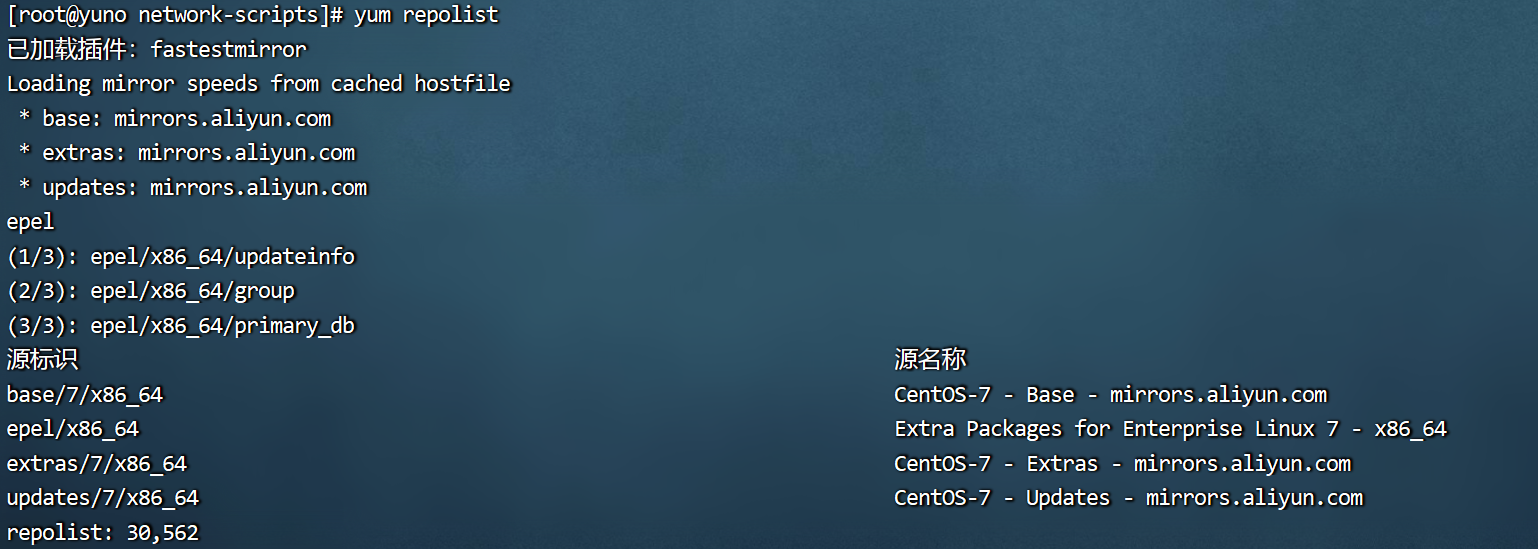 [root@yuno network-scripts]# yum repolist
已加载插件：fastestmirror
Loading mirror speeds from cached hostfile
 * base: mirrors.aliyun.com
 * extras: mirrors.aliyun.com
 * updates: mirrors.aliyun.com
epel
(1/3): epel/x86_64/updateinfo
(2/3): epel/x86_64/group
(3/3): epel/x86_64/primary_db
源标识 源名称
base/7/x86_64 CentOS-7 - Base - mirrors.aliyun.com
epel/x86_64 Extra Packages for Enterprise Linux 7 - x86_64
extras/7/x86_64 CentOS-7 - Extras - mirrors.aliyun.com
updates/7/x86_64 CentOS-7 - Updates - mirrors.aliyun.com
repolist: 30,562